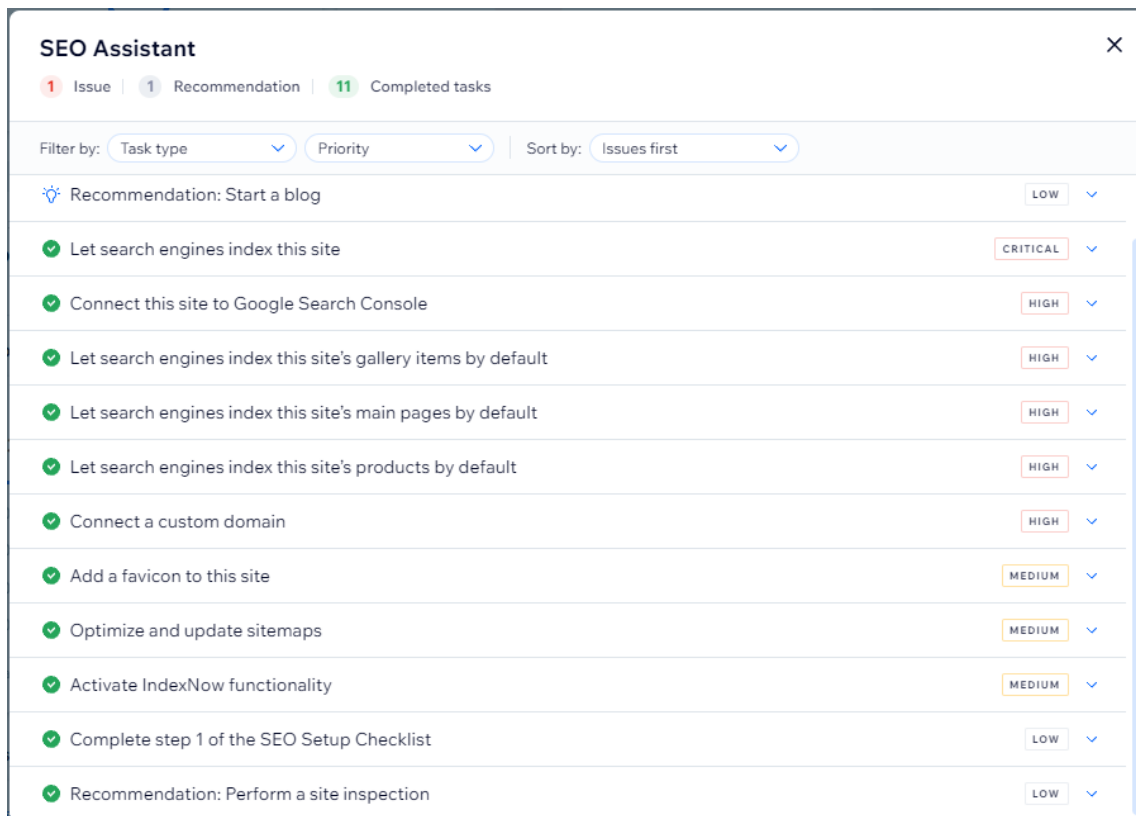 SEO Assistant
1 Issue 1 Recommendation 11 Completed tasks
Filter by: Task type Priority Sort by: Issues first
Recommendation: Start a blog LOW
Let search engines index this site CRITICAL
Connect this site to Google Search Console HIGH
Let search engines index this site's gallery items by default HIGH
Let search engines index this site's main pages by default HIGH
Let search engines index this site's products by default HIGH
Connect a custom domain HIGH
Add a favicon to this site MEDIUM
Optimize and update sitemaps MEDIUM
Activate IndexNow functionality MEDIUM
Complete step 1 of the SEO Setup Checklist LOW
Recommendation: Perform a site inspection LOW